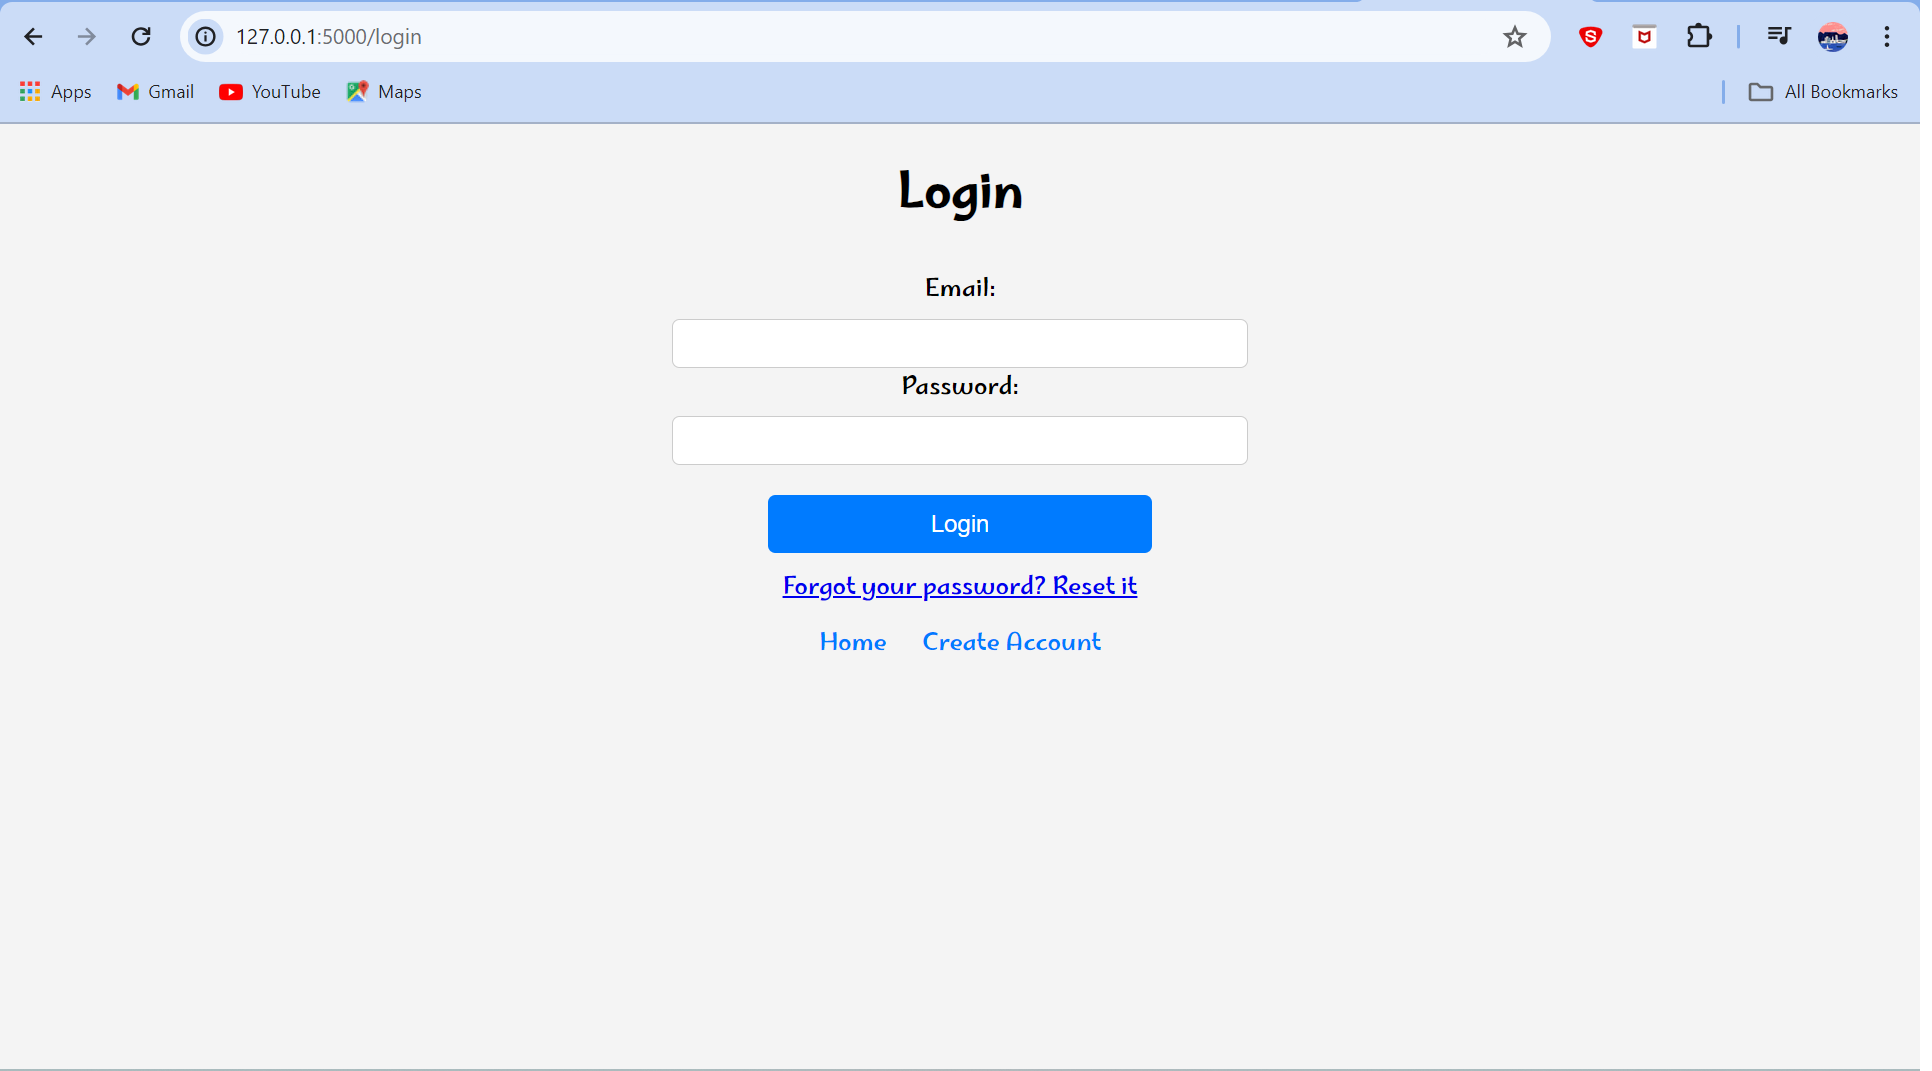 127.0.0.1:5000/login
Apps Gmail YouTube Maps All Bookmarks
Login
Email:
Password:
Login
Forgot your password? Reset it
Home Create Account